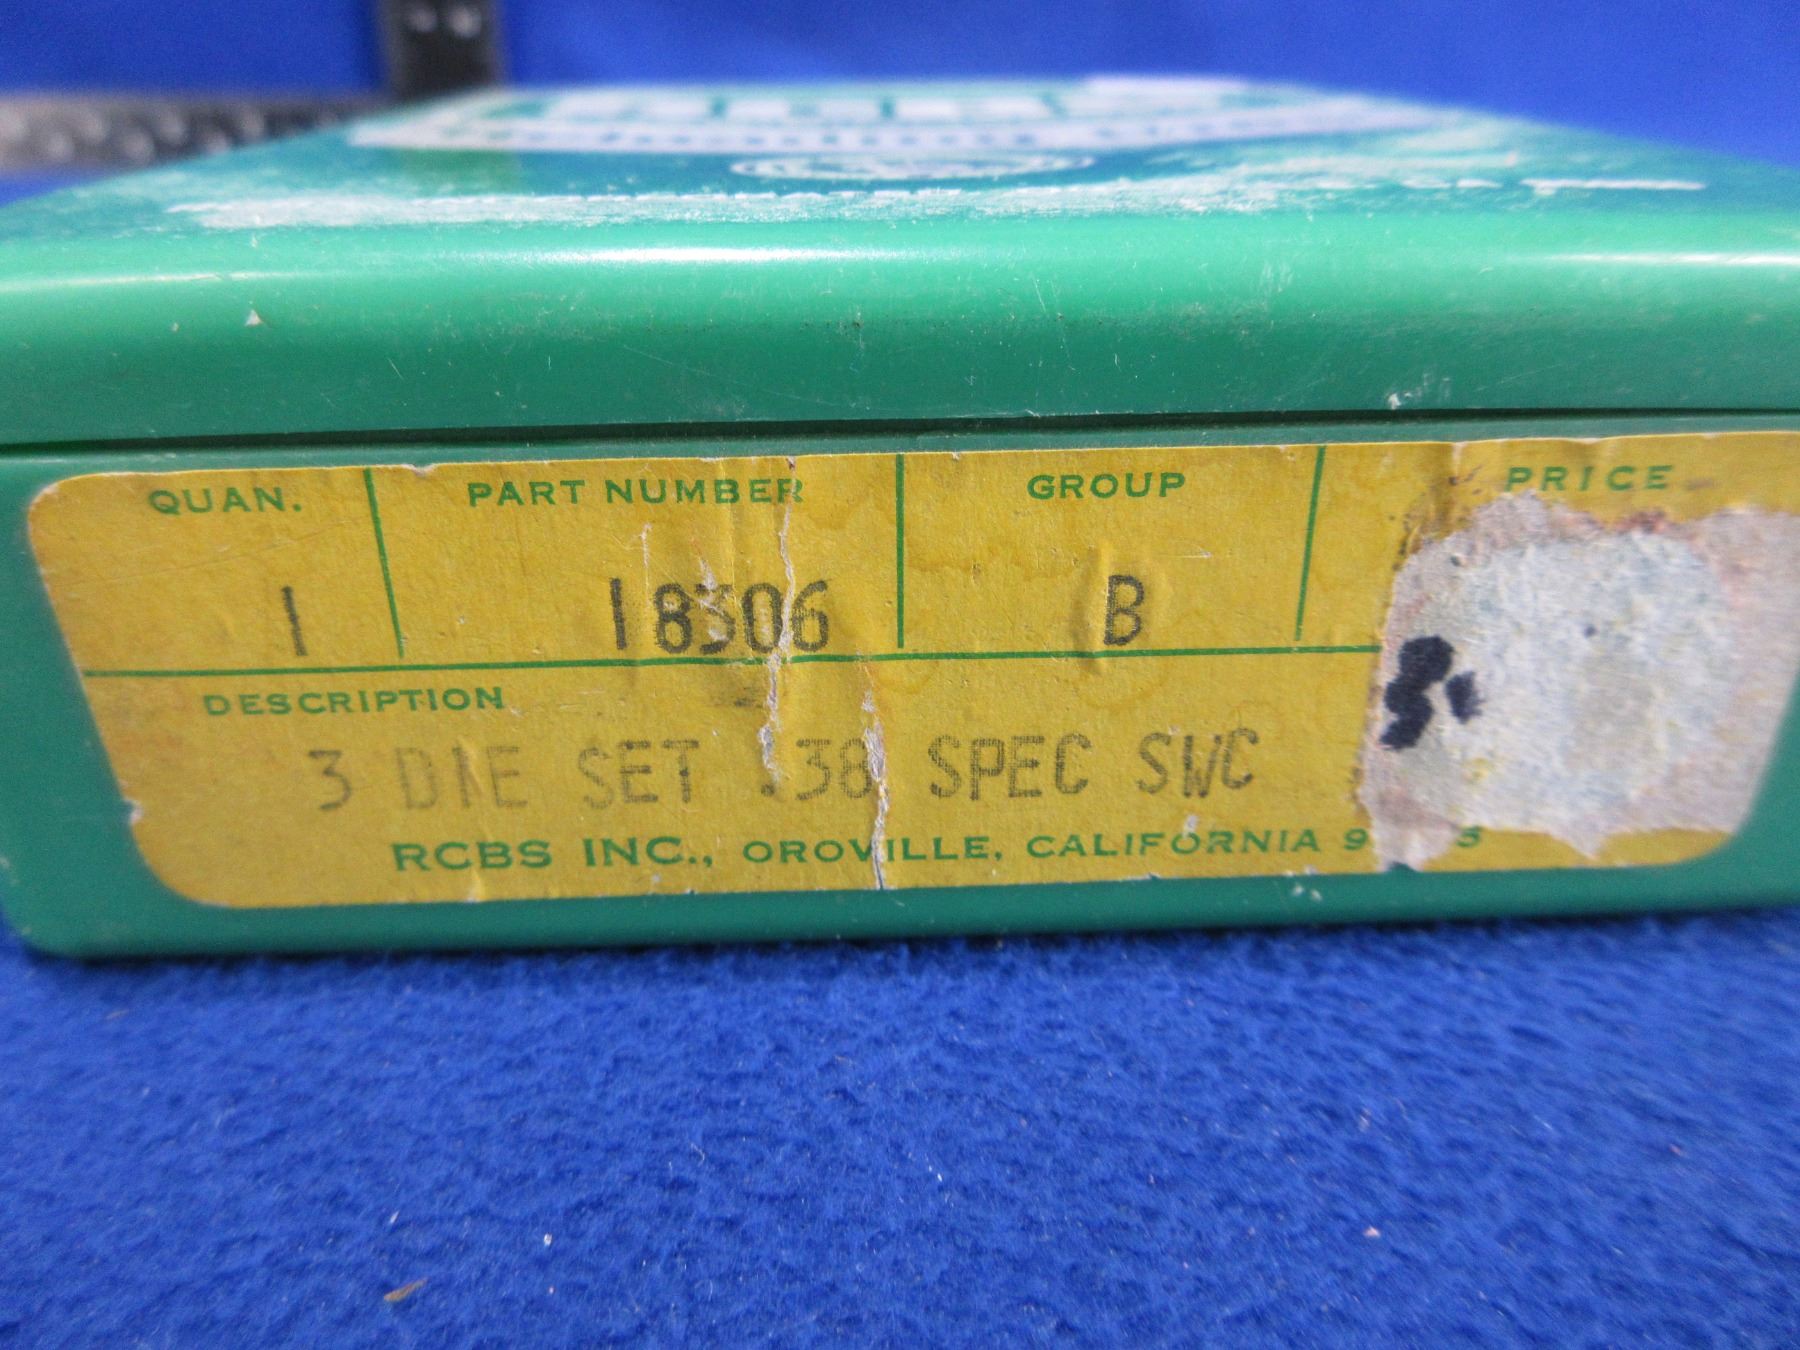 QUAN. PART NUMBER GROUP PRICE
1 18306 B
DESCRIPTION
3 DIE SET .38 SPEC SWC
RCBS INC., OROVILLE, CALIFORNIA